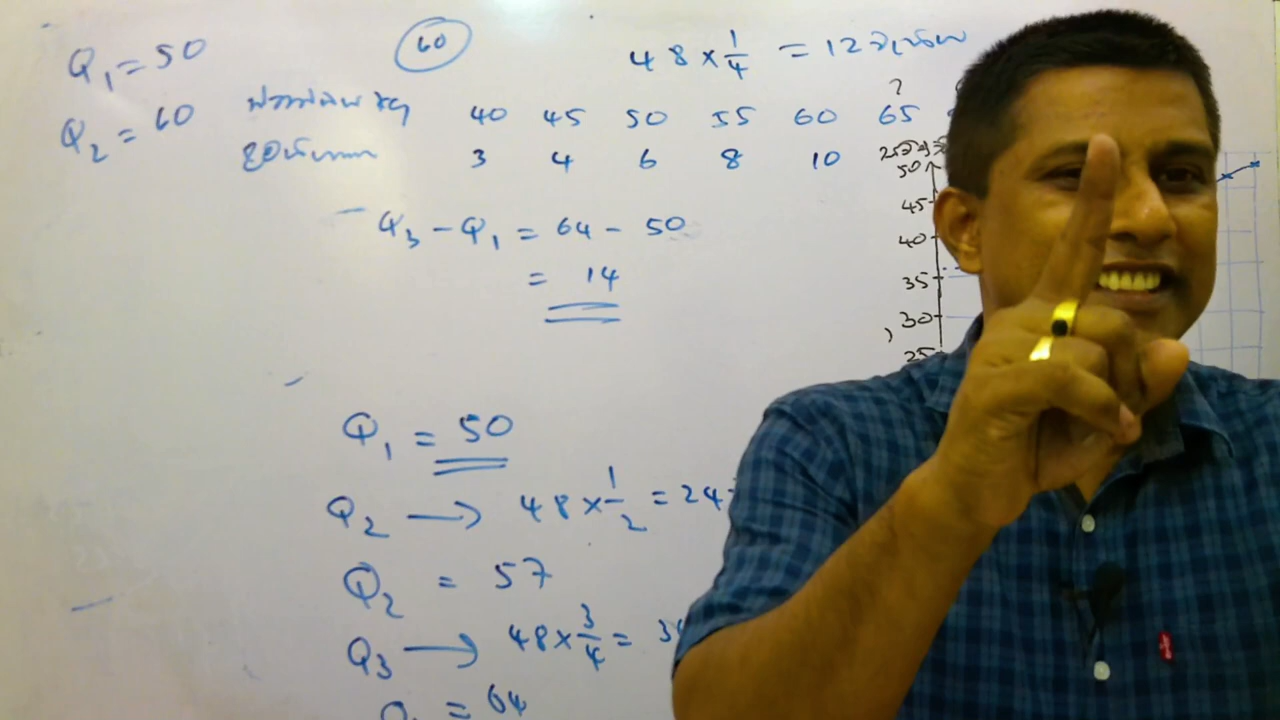 Q₁ = 50
60
48 × 1/4 = 12
Q₂ = 60
?
40 45 50 55 60 65
3 4 6 8 10
Q₃ – Q₁ = 64 – 50
= 14
50
45
40
35
30
25
Q₁ = 50
Q₂ → 48 × 1/2 = 24
Q₂ = 57
Q₃ → 48 × 3/4 = 3
= 64